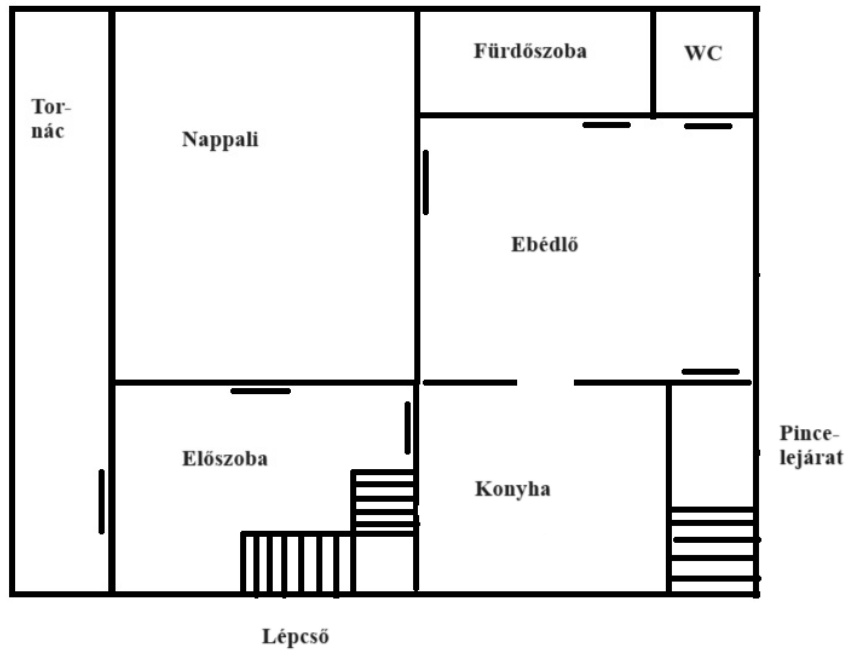 Fürdőszoba
WC
Tor-
nác
Nappali
Ebédlő
Előszoba
Konyha
Pince-
lejárat
Lépcső